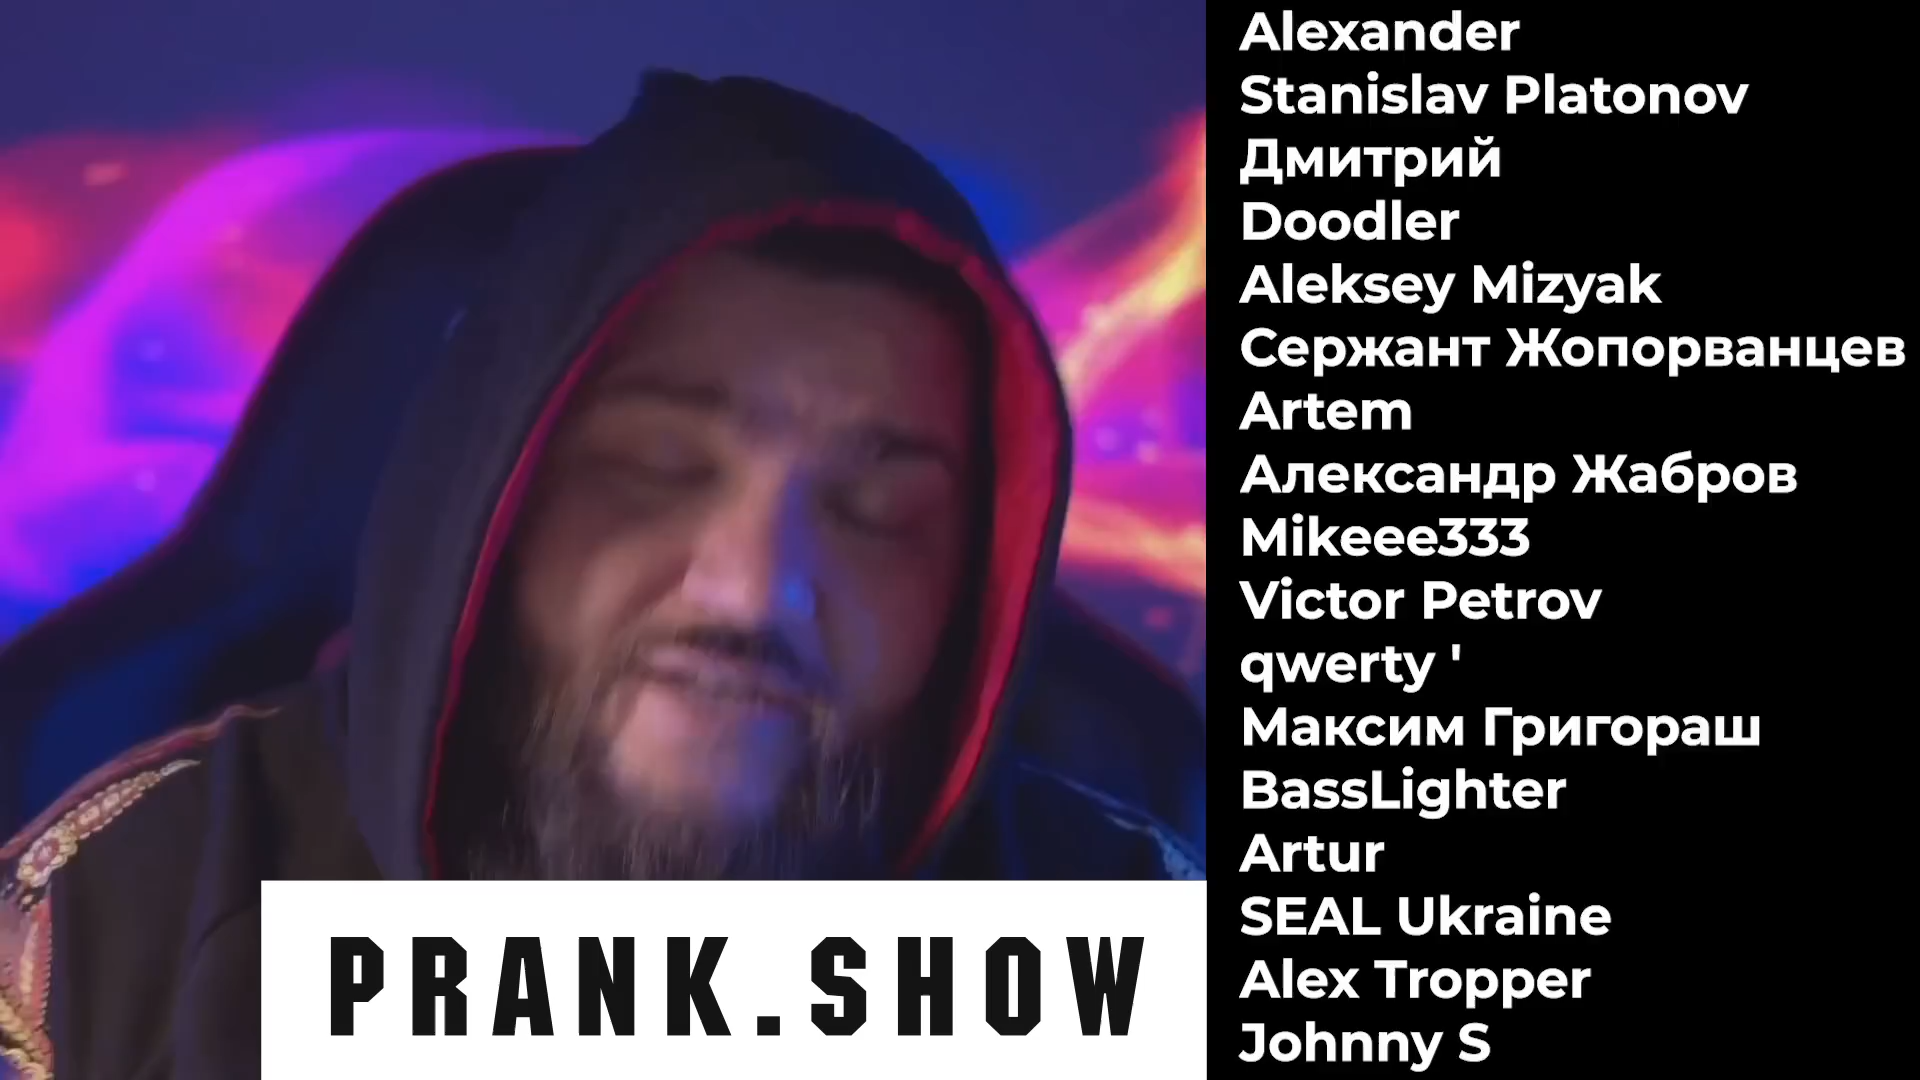 Alexander
Stanislav Platonov
Дмитрий
Doodler
Aleksey Mizyak
Сержант Жопорванцев
Artem
Александр Жабров
Mikeee333
Victor Petrov
qwerty '
Максим Григораш
BassLighter
Artur
SEAL Ukraine
Alex Tropper
Johnny S
PRANK.SHOW